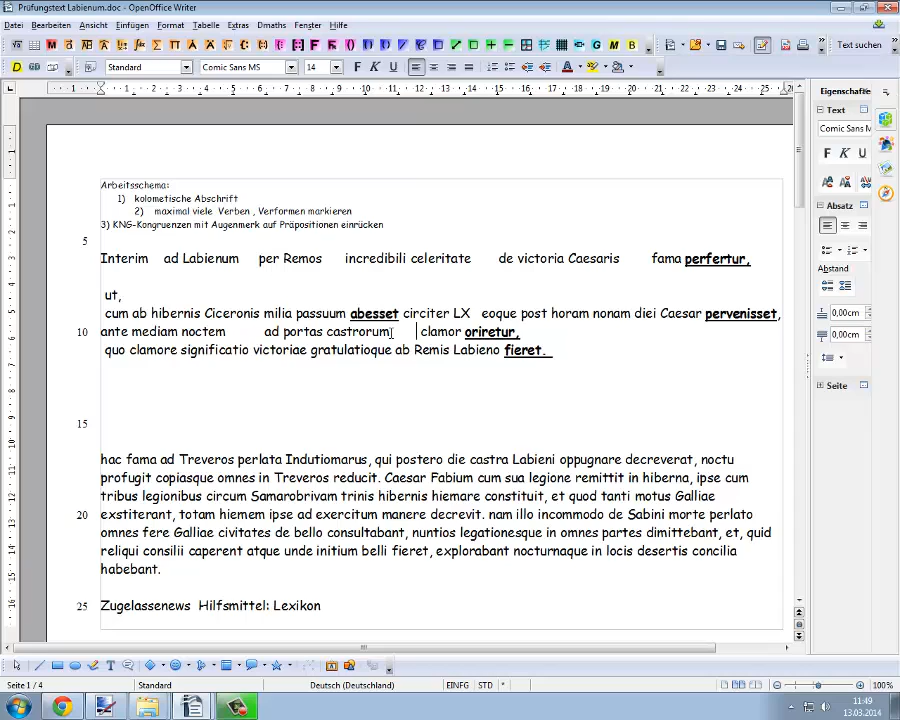 Prüfungstext Labienum.doc - OpenOffice Writer
Datei Bearbeiten Ansicht Einfügen Format Tabelle Extras Dmaths Fenster Hilfe
Text suchen
Standard Comic Sans MS 14 F K U
Eigenschafte
Text
Comic Sans M
F K U
Absatz
Abstand
0,00cm
0,00cm
Seite
Arbeitsschema:
1) kolometische Abschrift
2) maximal viele Verben , Verformen markieren
3) KNG-Kongruenzen mit Augenmerk auf Präpositionen einrücken
5
Interim ad Labienum per Remos incredibili celeritate de victoria Caesaris fama perfertur,
ut,
cum ab hibernis Ciceronis milia passuum abesset circiter LX eoque post horam nonam diei Caesar pervenisset,
10 ante mediam noctem ad portas castrorum clamor oriretur,
quo clamore significatio victoriae gratulatioque ab Remis Labieno fieret.
15
hac fama ad Treveros perlata Indutiomarus, qui postero die castra Labieni oppugnare decreverat, noctu
profugit copiasque omnes in Treveros reducit. Caesar Fabium cum sua legione remittit in hiberna, ipse cum
tribus legionibus circum Samarobrivam trinis hibernis hiemare constituit, et quod tanti motus Galliae
20 exstiterant, totam hiemem ipse ad exercitum manere decrevit. nam illo incommodo de Sabini morte perlato
omnes fere Galliae civitates de bello consultabant, nuntios legationesque in omnes partes dimittebant, et, quid
reliqui consilii caperent atque unde initium belli fieret, explorabant nocturnaque in locis desertis concilia
habebant.
25 Zugelassenews Hilfsmittel: Lexikon
Seite 1 / 4 Standard Deutsch (Deutschland) EINFG STD * 100%
11:49
13.03.2014